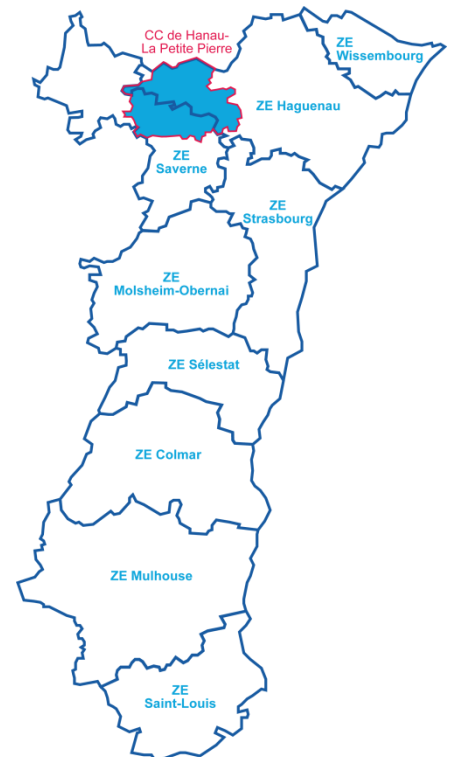 CC de Hanau-
La Petite Pierre
ZE
Wissembourg
ZE Haguenau
ZE
Saverne
ZE
Strasbourg
ZE
Molsheim-Obernai
ZE Sélestat
ZE Colmar
ZE Mulhouse
ZE
Saint-Louis